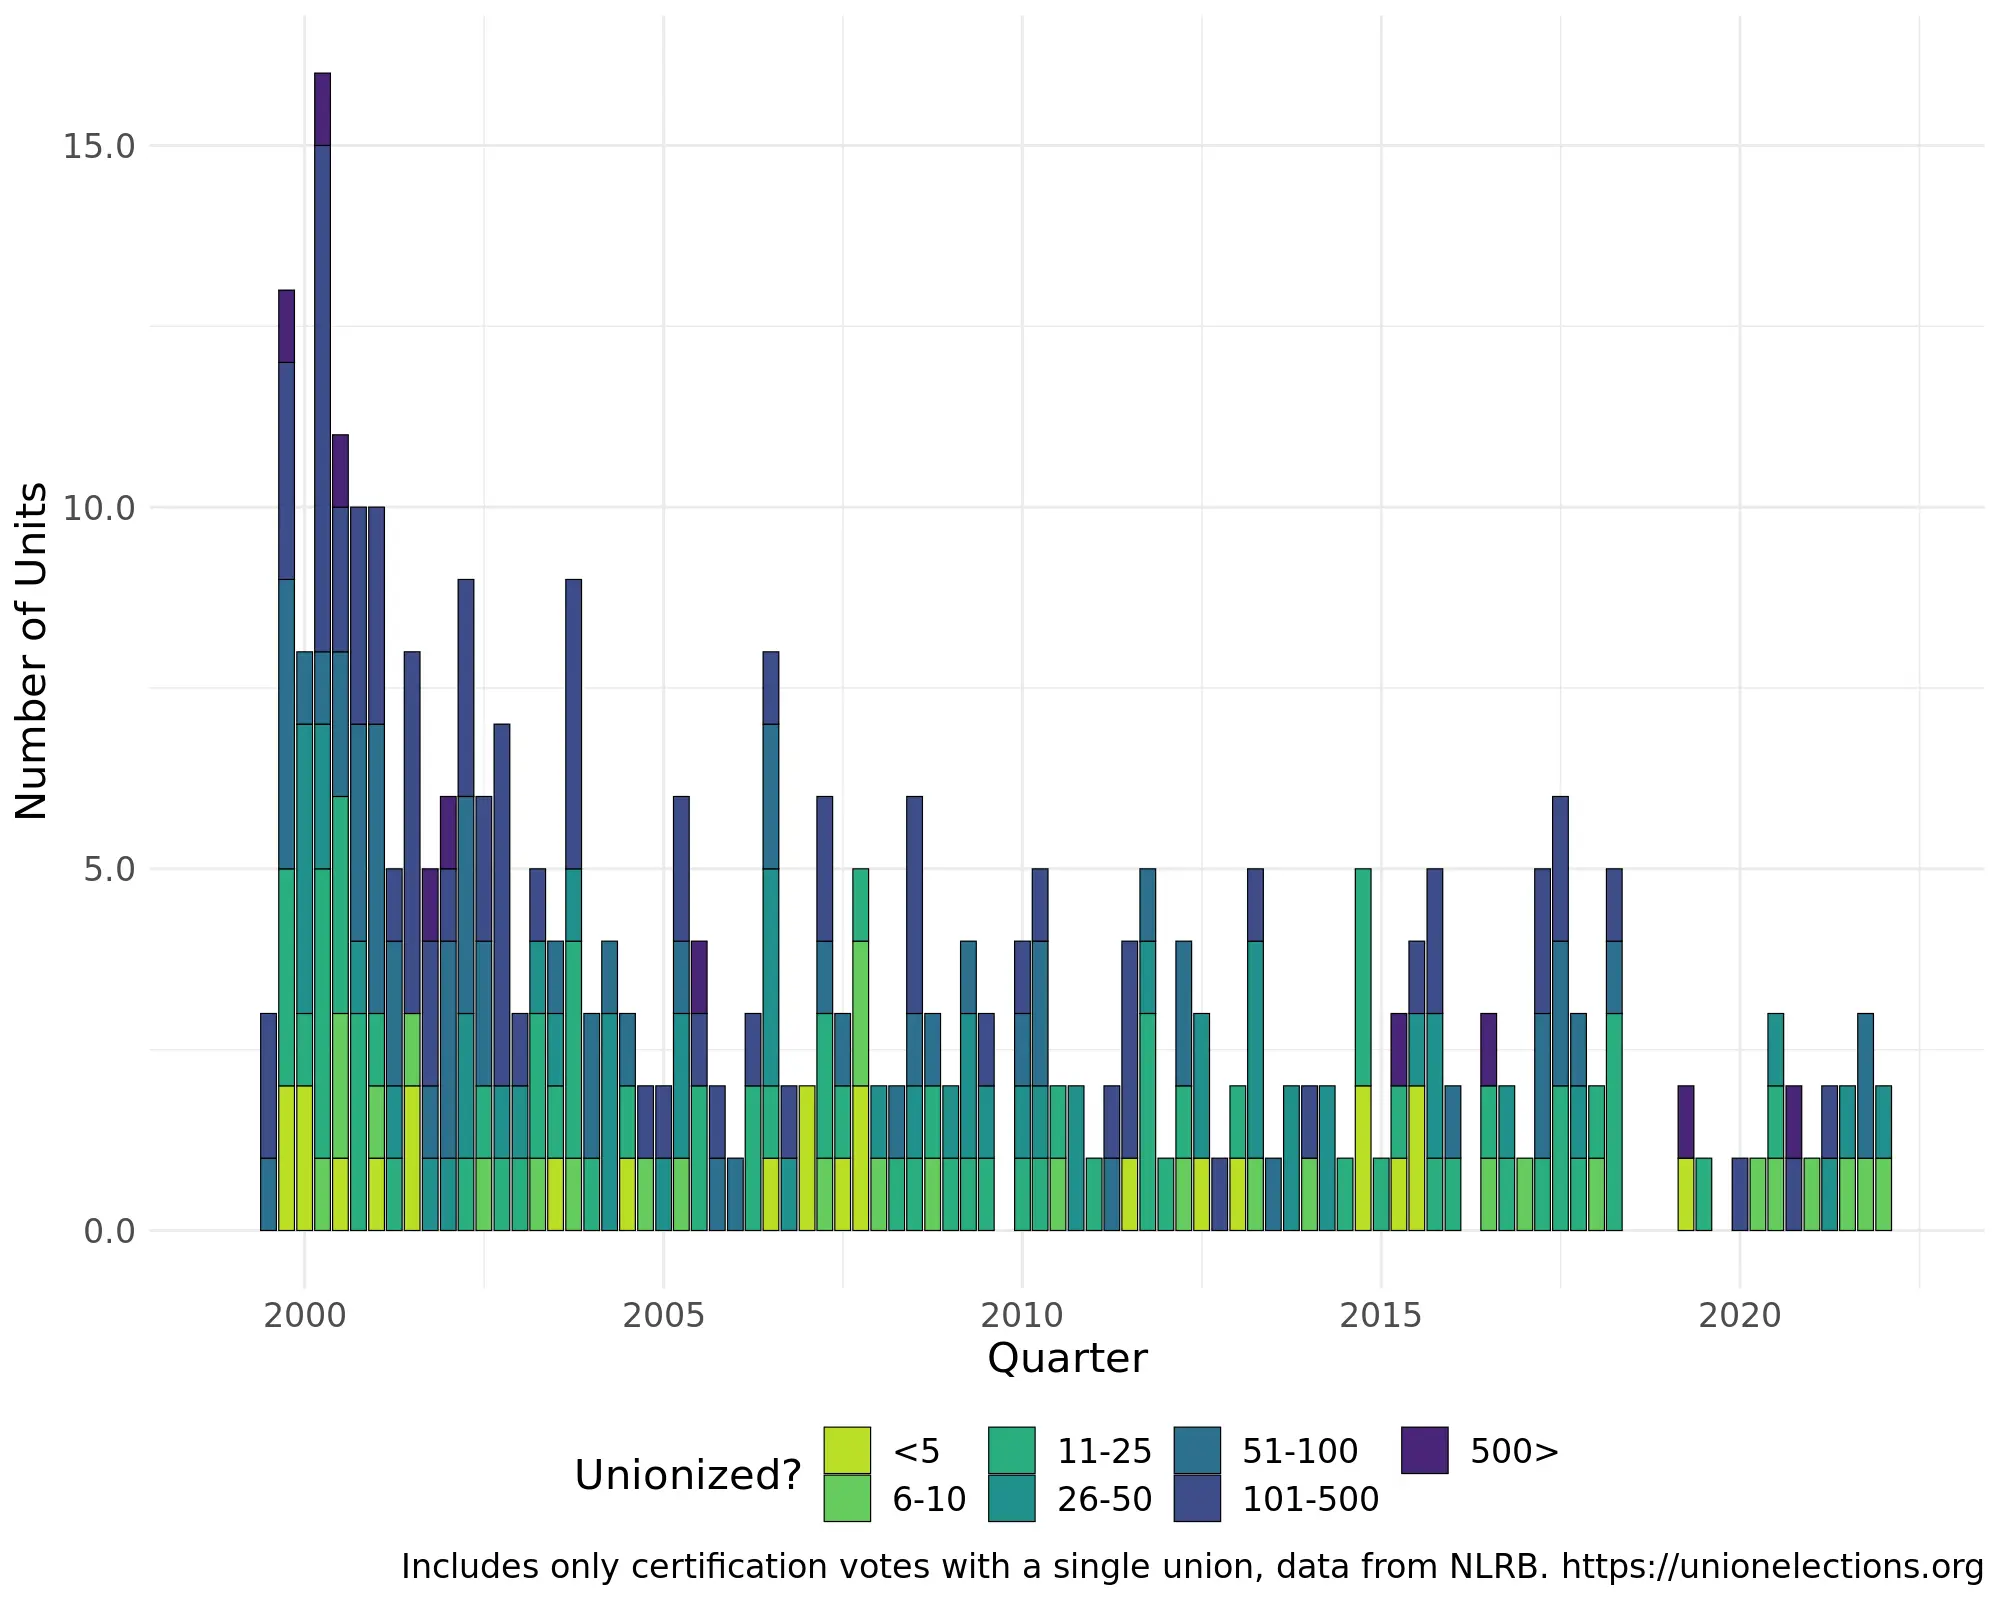 Number of Units
15.0
10.0
5.0
0.0
2000 2005 2010 2015 2020
Quarter
Unionized?
<5 11-25 51-100 500>
6-10 26-50 101-500
Includes only certification votes with a single union, data from NLRB. https://unionelections.org